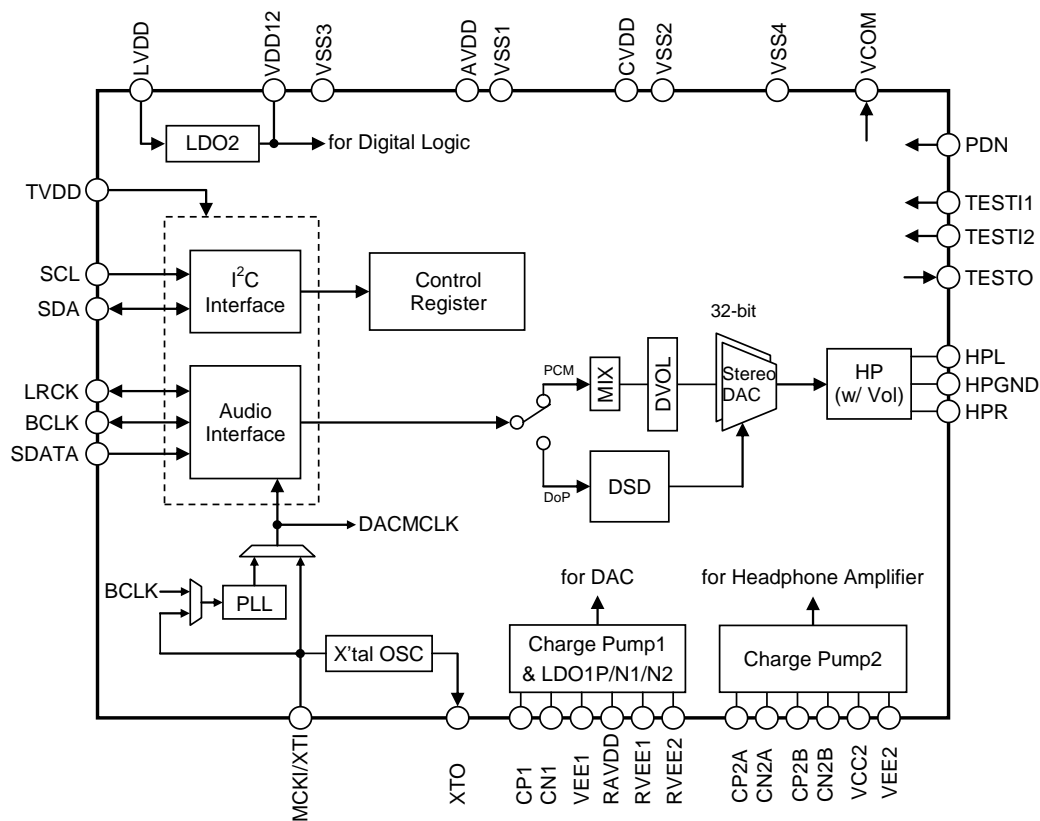 LVDD
VDD12
VSS3
AVDD
VSS1
CVDD
VSS2
VSS4
VCOM
LDO2
for Digital Logic
PDN
TVDD
TESTI1
TESTI2
TESTO
SCL
SDA
I²C
Interface
Control
Register
32-bit
LRCK
BCLK
SDATA
Audio
Interface
PCM
MIX
DVOL
Stereo
DAC
HP
(w/ Vol)
HPL
HPGND
HPR
DoP
DSD
DACMCLK
BCLK
PLL
X'tal OSC
for DAC
for Headphone Amplifier
Charge Pump1
& LDO1P/N1/N2
Charge Pump2
MCKI/XTI
XTO
CP1
CN1
VEE1
RAVDD
RVEE1
RVEE2
CP2A
CN2A
CP2B
CN2B
VCC2
VEE2